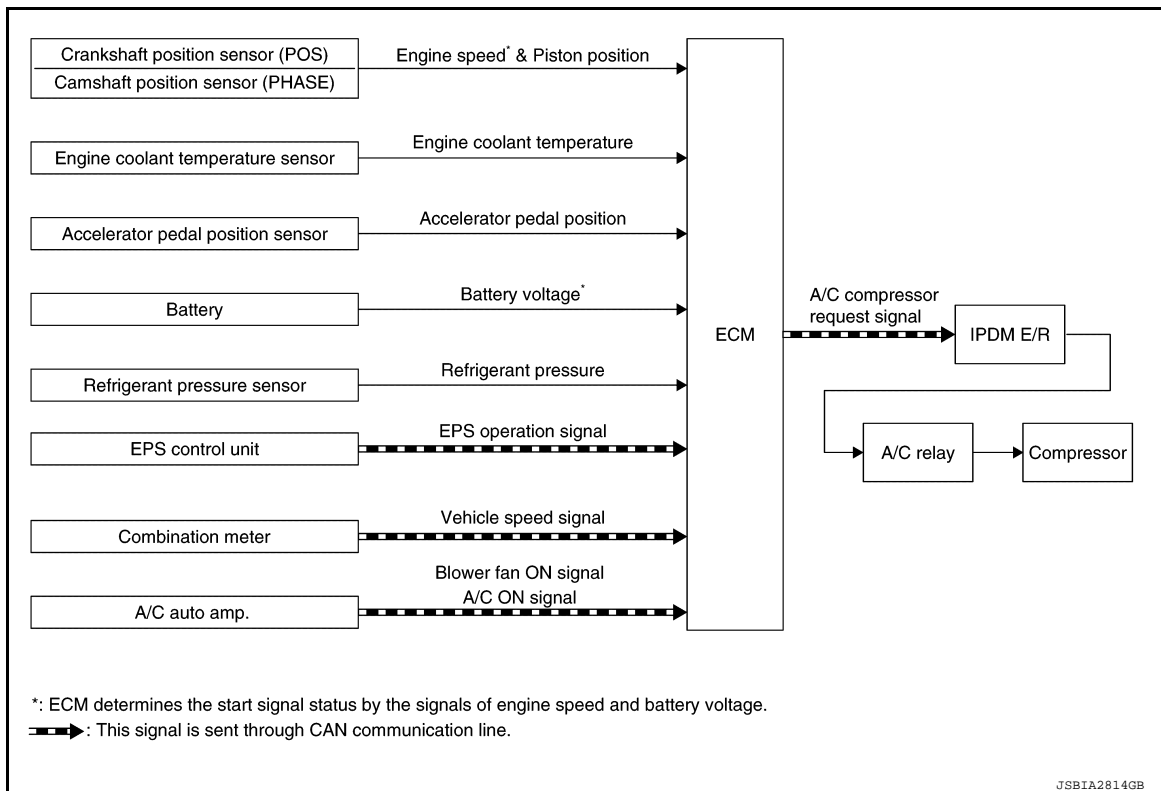 Crankshaft position sensor (POS)
Camshaft position sensor (PHASE)
Engine speed* & Piston position
Engine coolant temperature sensor
Engine coolant temperature
Accelerator pedal position sensor
Accelerator pedal position
Battery
Battery voltage*
Refrigerant pressure sensor
Refrigerant pressure
EPS control unit
EPS operation signal
Combination meter
Vehicle speed signal
A/C auto amp.
Blower fan ON signal
A/C ON signal
ECM
A/C compressor
request signal
IPDM E/R
A/C relay
Compressor
*: ECM determines the start signal status by the signals of engine speed and battery voltage.
: This signal is sent through CAN communication line.
JSBIA2814GB